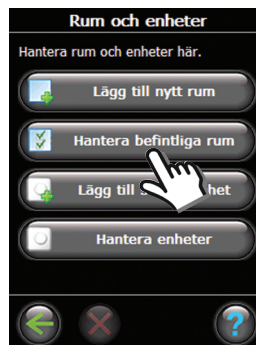 Rum och enheter
Hantera rum och enheter här.
Lägg till nytt rum
Hantera befintliga rum
Lägg till het
Hantera enheter
?